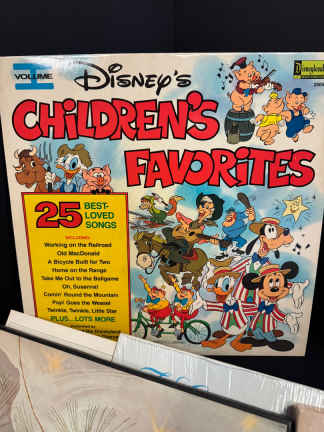 I
VOLUME
Disney's
Disneyland
CHILDREN'S
FAVORITES
25 BEST-
LOVED
SONGS
INCLUDING:
Working on the Railroad
Old MacDonald
A Bicycle Built for Two
Home on the Range
Take Me Out to the Ballgame
Oh, Susanna!
Comin' Round the Mountain
Pop! Goes the Weasel
Twinkle, Twinkle, Little Star
PLUS... LOTS MORE